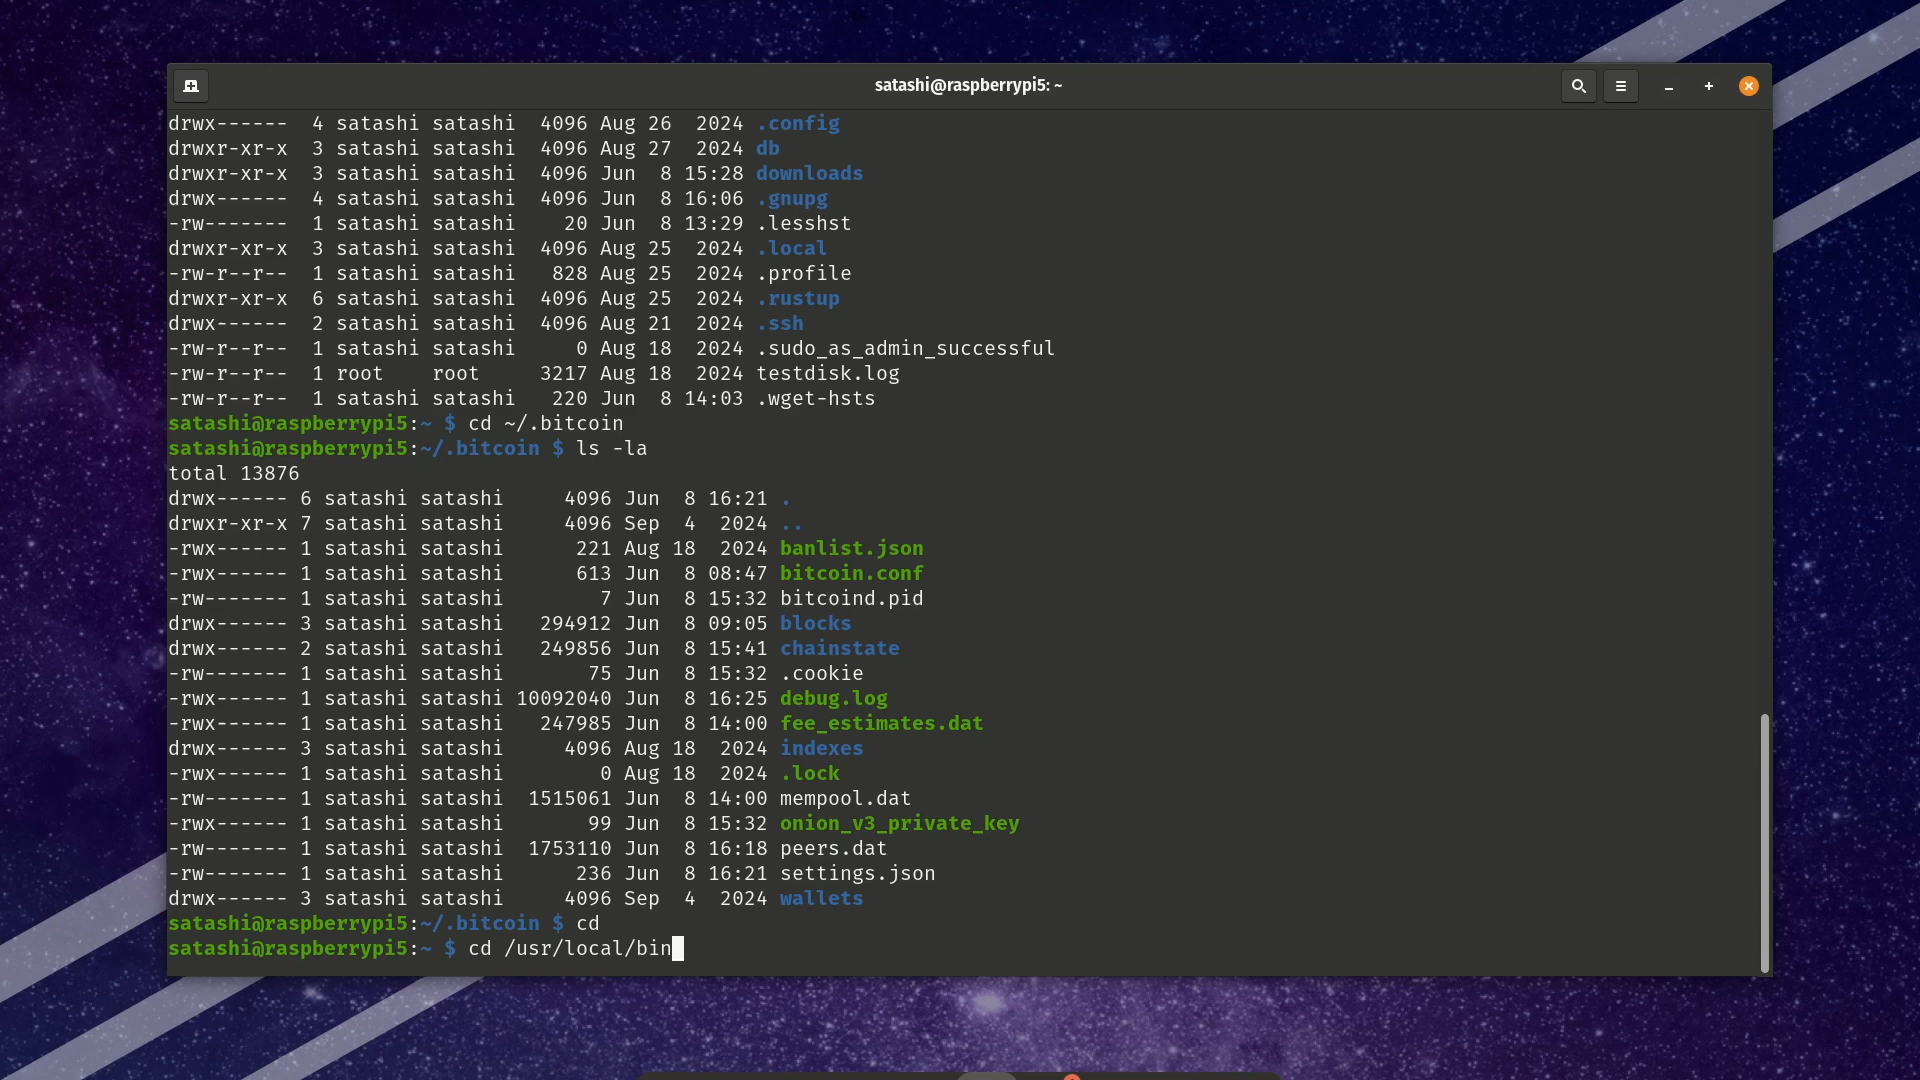 satashi@raspberrypi5: ~
drwx------  4 satashi satashi  4096 Aug 26  2024 .config
drwxr-xr-x  3 satashi satashi  4096 Aug 27  2024 db
drwxr-xr-x  3 satashi satashi  4096 Jun  8 15:28 downloads
drwx------  4 satashi satashi  4096 Jun  8 16:06 .gnupg
-rw-------  1 satashi satashi    20 Jun  8 13:29 .lesshst
drwxr-xr-x  3 satashi satashi  4096 Aug 25  2024 .local
-rw-r--r--  1 satashi satashi   828 Aug 25  2024 .profile
drwxr-xr-x  6 satashi satashi  4096 Aug 25  2024 .rustup
drwx------  2 satashi satashi  4096 Aug 21  2024 .ssh
-rw-r--r--  1 satashi satashi     0 Aug 18  2024 .sudo_as_admin_successful
-rw-r--r--  1 root    root     3217 Aug 18  2024 testdisk.log
-rw-------  1 satashi satashi   220 Jun  8 14:03 .wget-hsts
satashi@raspberrypi5:~ $ cd ~/.bitcoin
satashi@raspberrypi5:~/.bitcoin $ ls -la
total 13876
drwx------ 6 satashi satashi     4096 Jun  8 16:21 .
drwxr-xr-x 7 satashi satashi     4096 Sep  4  2024 ..
-rwx------ 1 satashi satashi      221 Aug 18  2024 banlist.json
-rwx------ 1 satashi satashi      613 Jun  8 08:47 bitcoin.conf
-rw------- 1 satashi satashi        7 Jun  8 15:32 bitcoind.pid
drwx------ 3 satashi satashi   294912 Jun  8 09:05 blocks
drwx------ 2 satashi satashi   249856 Jun  8 15:41 chainstate
-rw------- 1 satashi satashi       75 Jun  8 15:32 .cookie
-rwx------ 1 satashi satashi 10092040 Jun  8 16:25 debug.log
-rwx------ 1 satashi satashi   247985 Jun  8 14:00 fee_estimates.dat
drwx------ 3 satashi satashi     4096 Aug 18  2024 indexes
-rwx------ 1 satashi satashi        0 Aug 18  2024 .lock
-rw------- 1 satashi satashi  1515061 Jun  8 14:00 mempool.dat
-rwx------ 1 satashi satashi       99 Jun  8 15:32 onion_v3_private_key
-rw------- 1 satashi satashi  1753110 Jun  8 16:18 peers.dat
-rw------- 1 satashi satashi      236 Jun  8 16:21 settings.json
drwx------ 3 satashi satashi     4096 Sep  4  2024 wallets
satashi@raspberrypi5:~/.bitcoin $ cd
satashi@raspberrypi5:~ $ cd /usr/local/bin